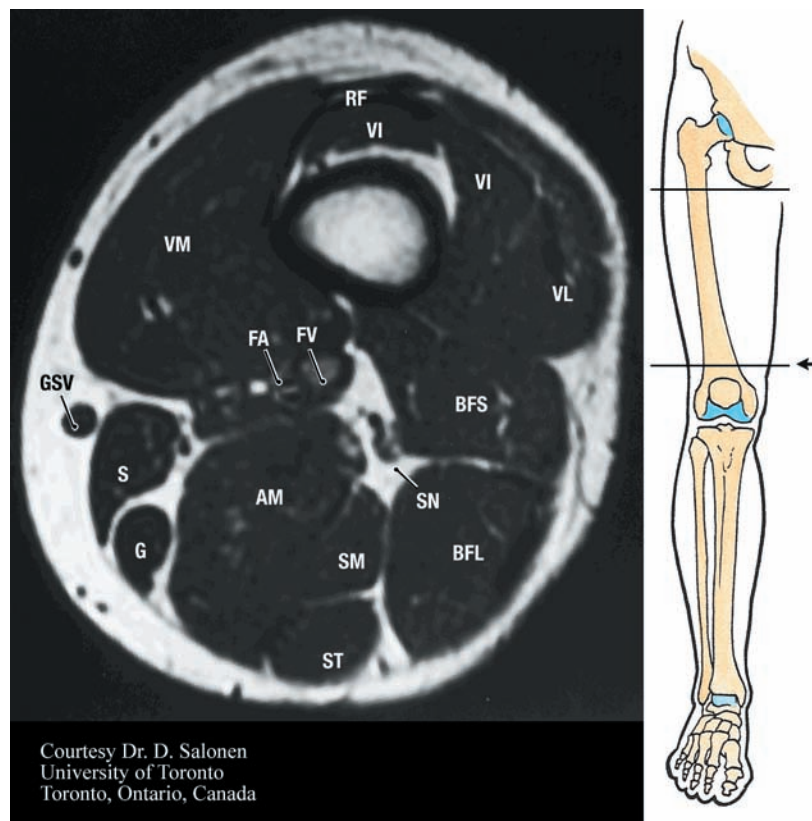 RF
VI
VI
VM
VL
FA
FV
GSV
BFS
S
SN
AM
G
SM
BFL
ST
Courtesy Dr. D. Salonen
University of Toronto
Toronto, Ontario, Canada